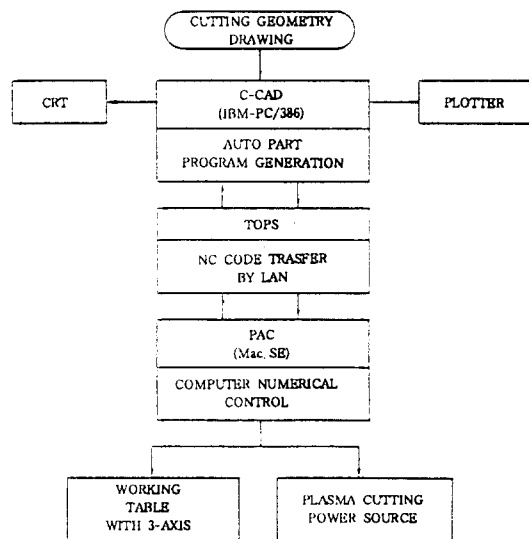 CUTTING GEOMETRY
DRAWING
CRT
C-CAD
(IBM-PC/386)
PLOTTER
AUTO PART
PROGRAM GENERATION
TOPS
NC CODE TRASFER
BY LAN
PAC
(Mac, SE)
COMPUTER NUMERICAL
CONTROL
WORKING
TABLE
WITH 3-AXIS
PLASMA CUTTING
POWER SOURCE